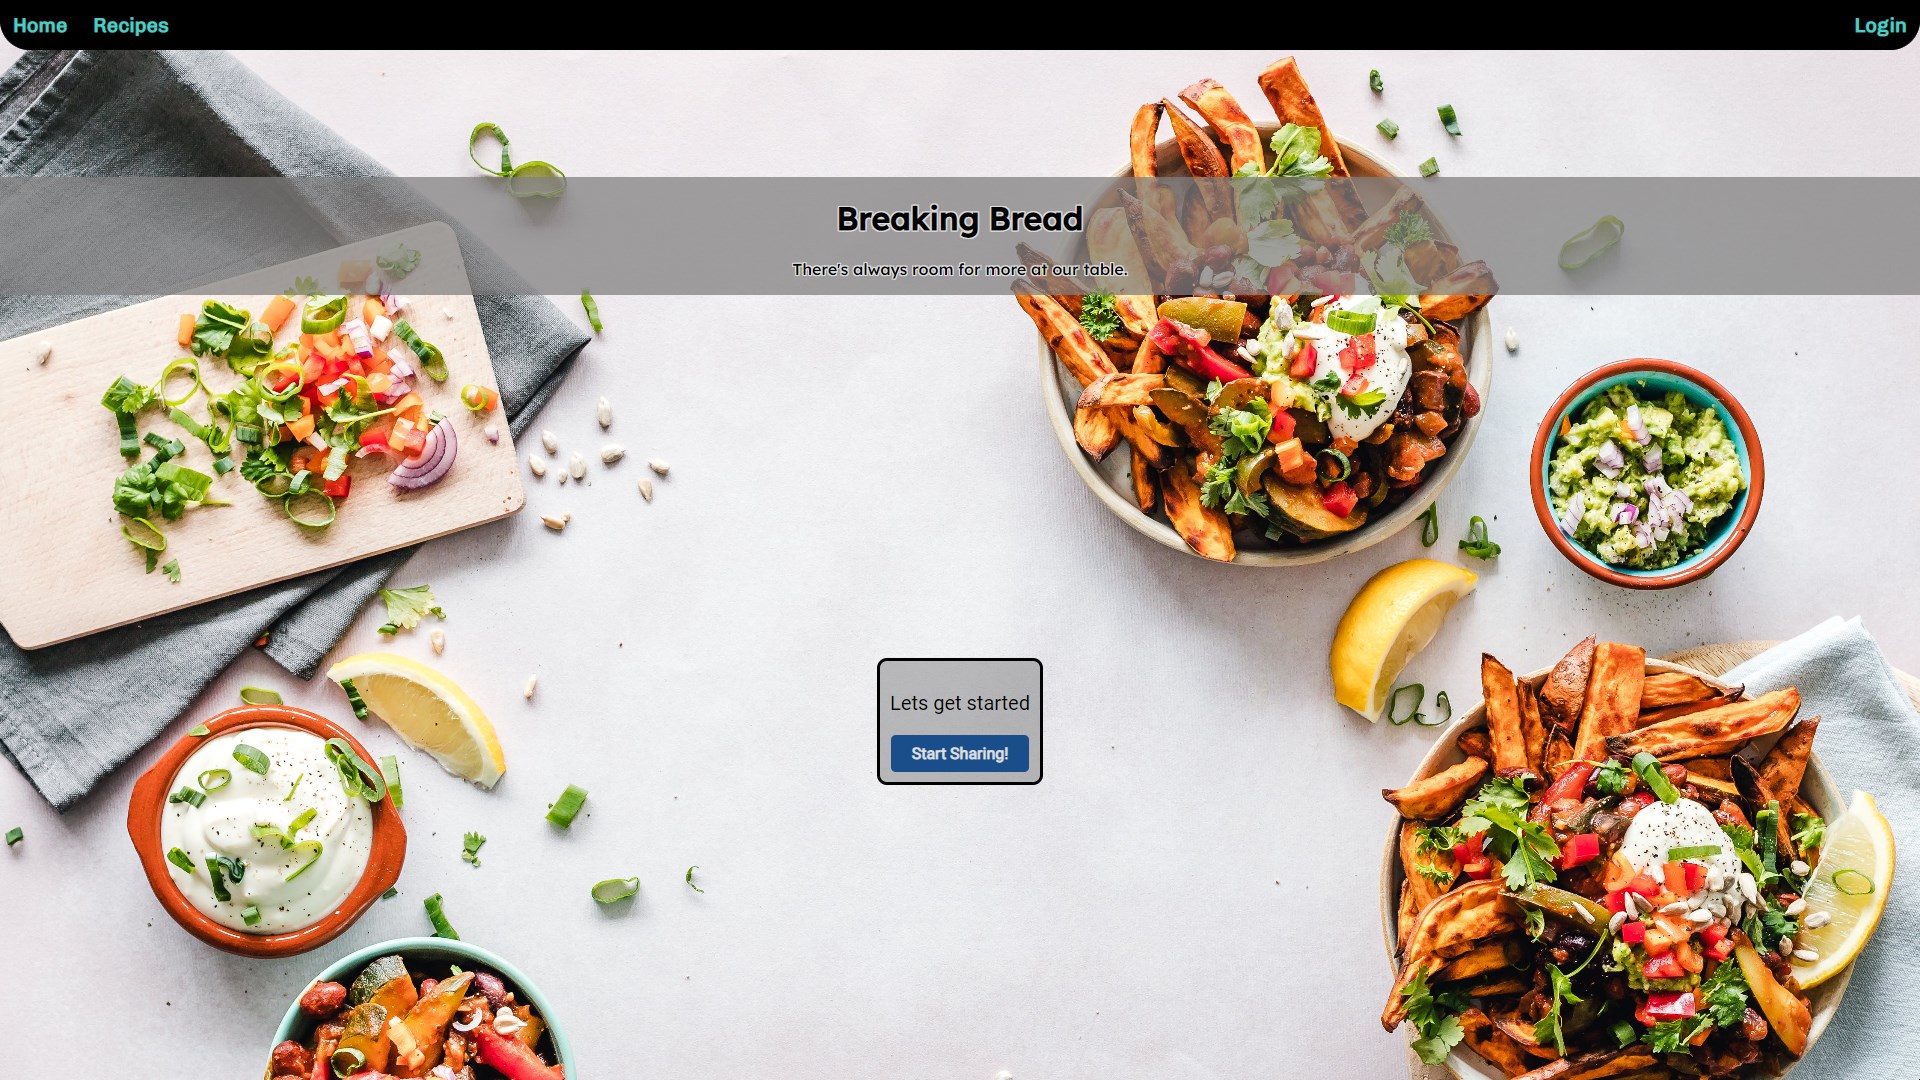 Home Recipes Login
Breaking Bread
There's always room for more at our table.
Lets get started
Start Sharing!